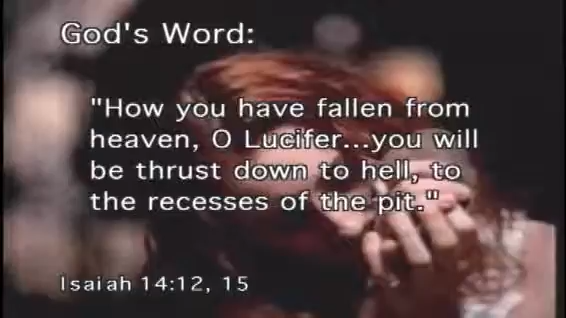 God's Word:
"How you have fallen from
heaven, O Lucifer...you will
be thrust down to hell, to
the recesses of the pit."
Isaiah 14:12, 15